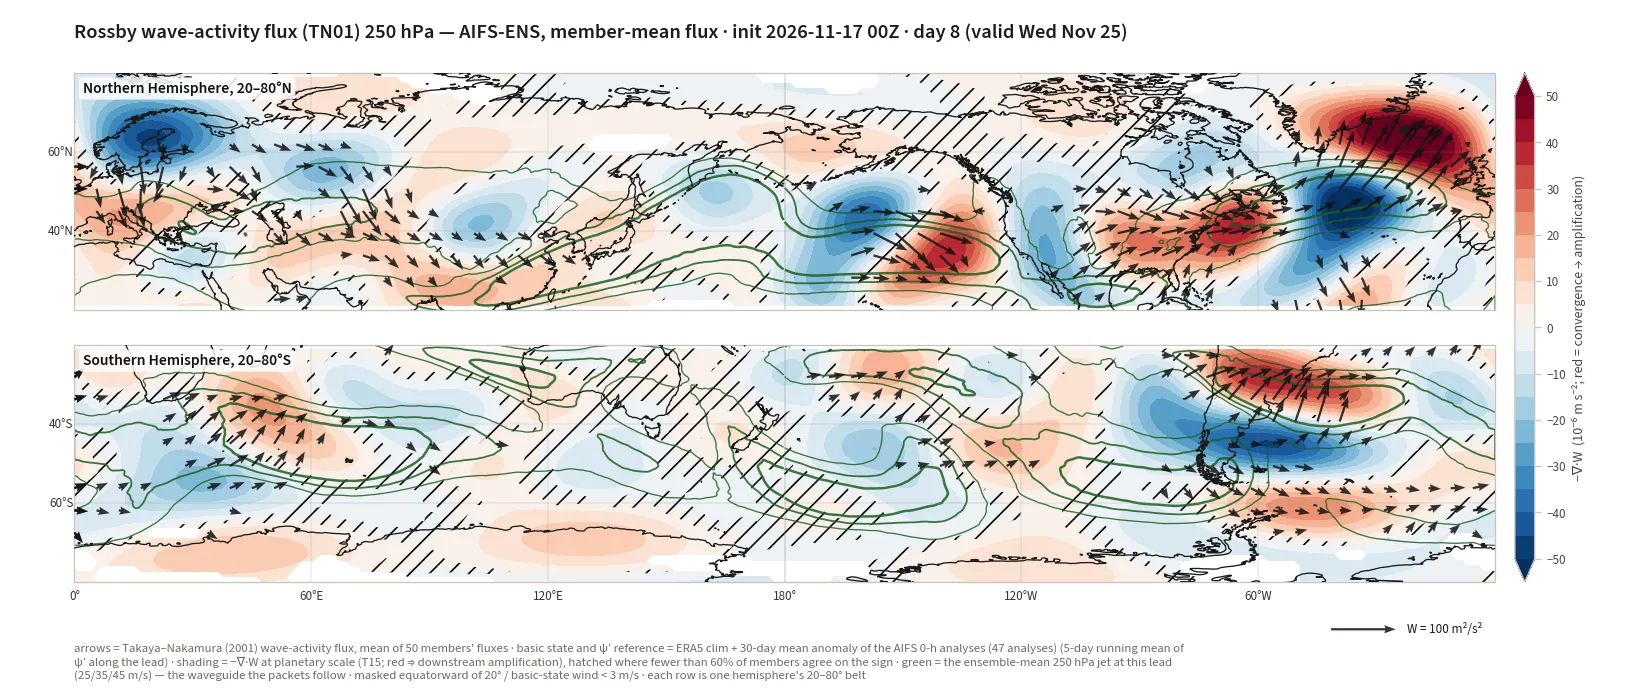 Rossby wave-activity flux (TN01) 250 hPa — AIFS-ENS, member-mean flux · init 2026-11-17 00Z · day 8 (valid Wed Nov 25)
Northern Hemisphere, 20–80°N
60°N
40°N
Southern Hemisphere, 20–80°S
40°S
60°S
0° 60°E 120°E 180° 120°W 60°W
50
40
30
20
10
0
−10
−20
−30
−40
−50
−∇·W (10⁻⁶ m s⁻²; red = convergence → amplification)
W = 100 m²/s²
arrows = Takaya–Nakamura (2001) wave-activity flux, mean of 50 members' fluxes · basic state and ψ' reference = ERA5 clim + 30-day mean anomaly of the AIFS 0-h analyses (47 analyses) (5-day running mean of
ψ' along the lead) · shading = −∇·W at planetary scale (T15; red ⇒ downstream amplification), hatched where fewer than 60% of members agree on the sign · green = the ensemble-mean 250 hPa jet at this lead
(25/35/45 m/s) — the waveguide the packets follow · masked equatorward of 20° / basic-state wind < 3 m/s · each row is one hemisphere's 20–80° belt